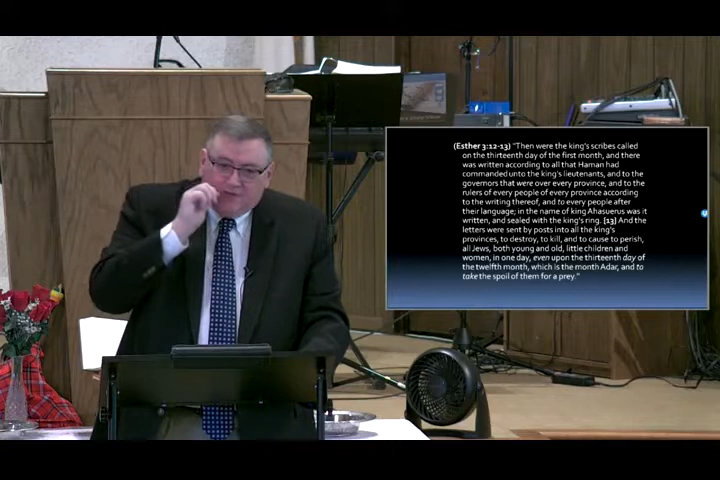 (Esther 3:12-13) "Then were the king's scribes called
on the thirteenth day of the first month, and there
was written according to all that Haman had
commanded unto the king's lieutenants, and to the
governors that were over every province, and to the
rulers of every people of every province according
to the writing thereof, and to every people after
their language; in the name of king Ahasuerus was it
written, and sealed with the king's ring. [13] And the
letters were sent by posts into all the king's
provinces, to destroy, to kill, and to cause to perish,
all Jews, both young and old, little children and
women, in one day, even upon the thirteenth day of
the twelfth month, which is the month Adar, and to
take the spoil of them for a prey."